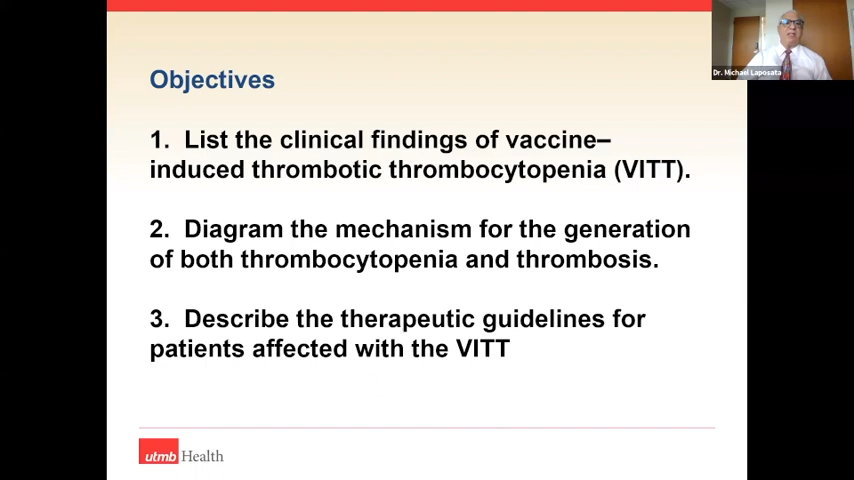 Dr. Michael Laposata
Objectives
1. List the clinical findings of vaccine–
induced thrombotic thrombocytopenia (VITT).
2. Diagram the mechanism for the generation
of both thrombocytopenia and thrombosis.
3. Describe the therapeutic guidelines for
patients affected with the VITT
utmb Health